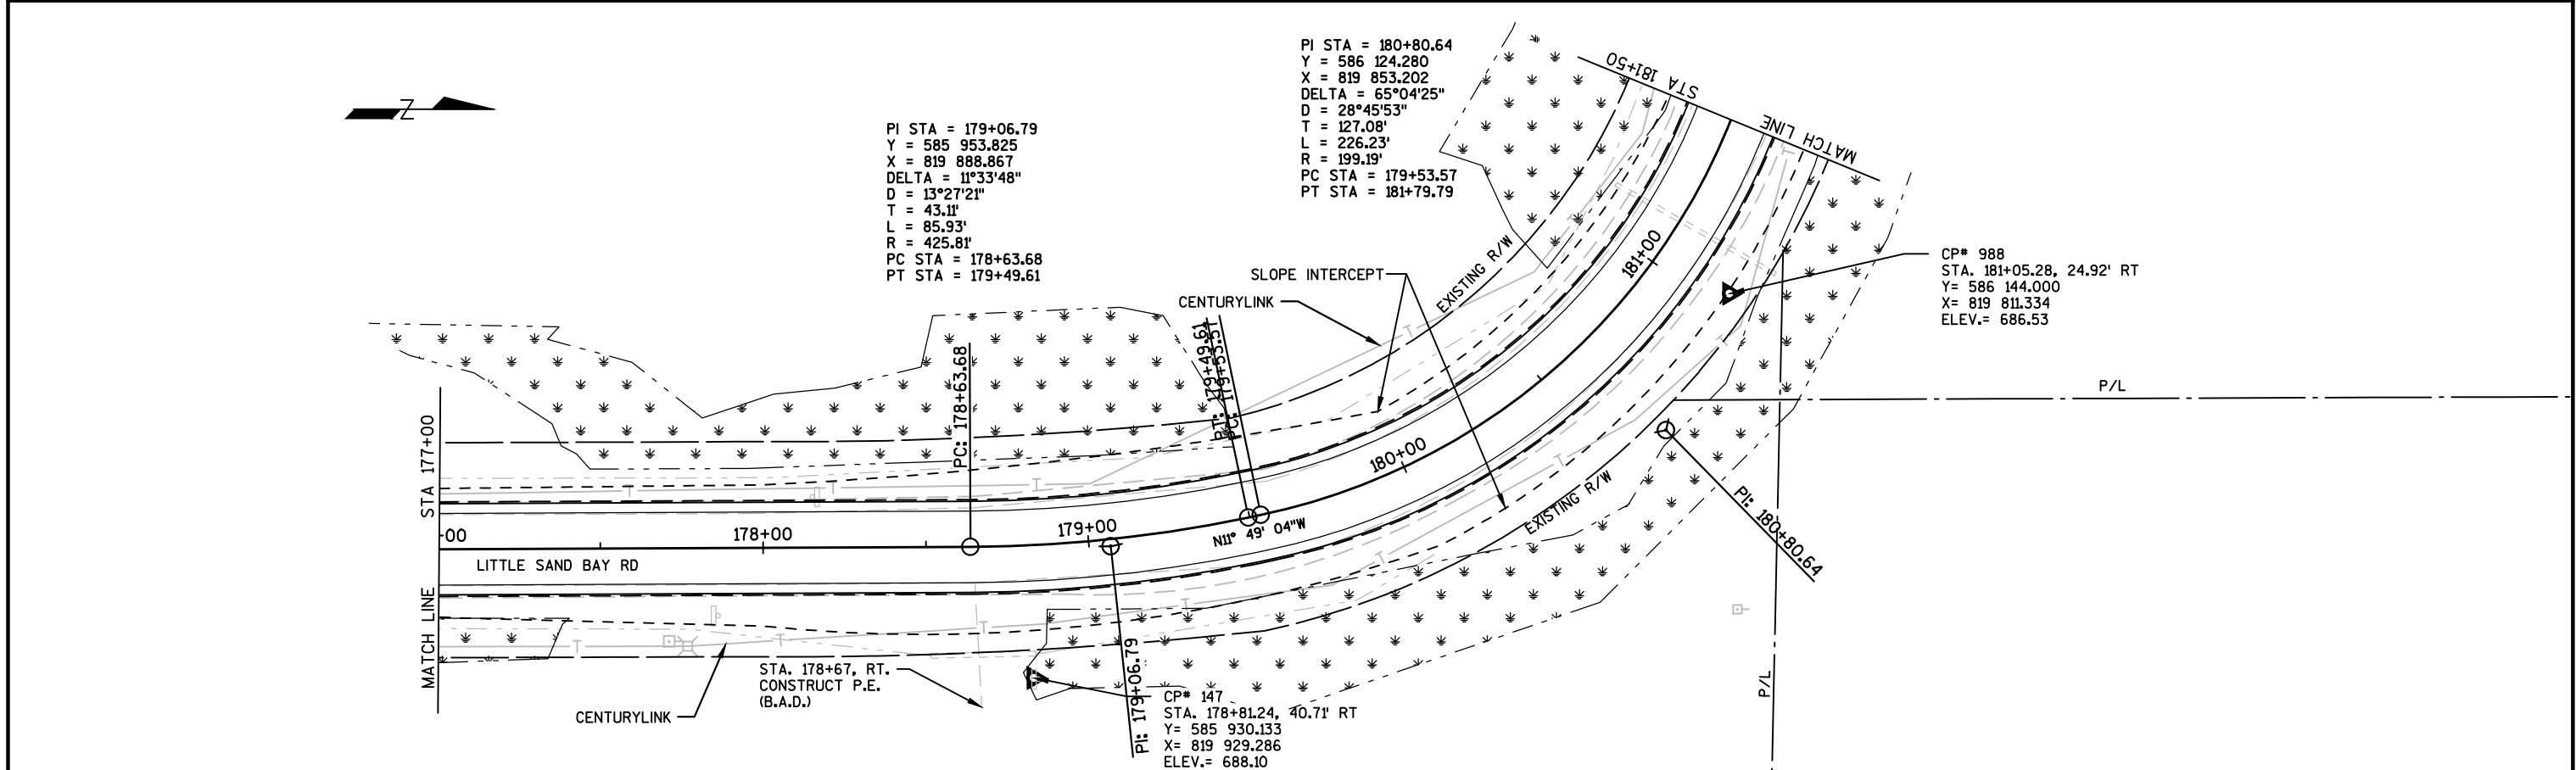 Z
PI STA = 179+06.79
Y = 585 953.825
X = 819 888.867
DELTA = 11°33'48"
D = 13°27'21"
T = 43.11'
L = 85.93'
R = 425.81'
PC STA = 178+63.68
PT STA = 179+49.61
PI STA = 180+80.64
Y = 586 124.280
X = 819 853.202
DELTA = 65°04'25"
D = 28°45'53"
T = 127.08'
L = 226.23'
R = 199.19'
PC STA = 179+53.57
PT STA = 181+79.79
STA 181+50
MATCH LINE
CP# 988
STA. 181+05.28, 24.92' RT
Y= 586 144.000
X= 819 811.334
ELEV.= 686.53
SLOPE INTERCEPT
CENTURYLINK
EXISTING R/W
181+00
P/L
PC: 178+63.68
PT: 179+49.61
PC: 179+53.57
STA 177+00
MATCH LINE
00
178+00
179+00
180+00
N11° 49' 04"W
LITTLE SAND BAY RD
EXISTING R/W
PI: 180+80.64
P/L
T
T
T
T
T
T
T
T
T
T
T
T
T
STA. 178+67, RT.
CONSTRUCT P.E.
(B.A.D.)
CENTURYLINK
PI: 179+06.79
CP# 147
STA. 178+81.24, 40.71' RT
Y= 585 930.133
X= 819 929.286
ELEV.= 688.10